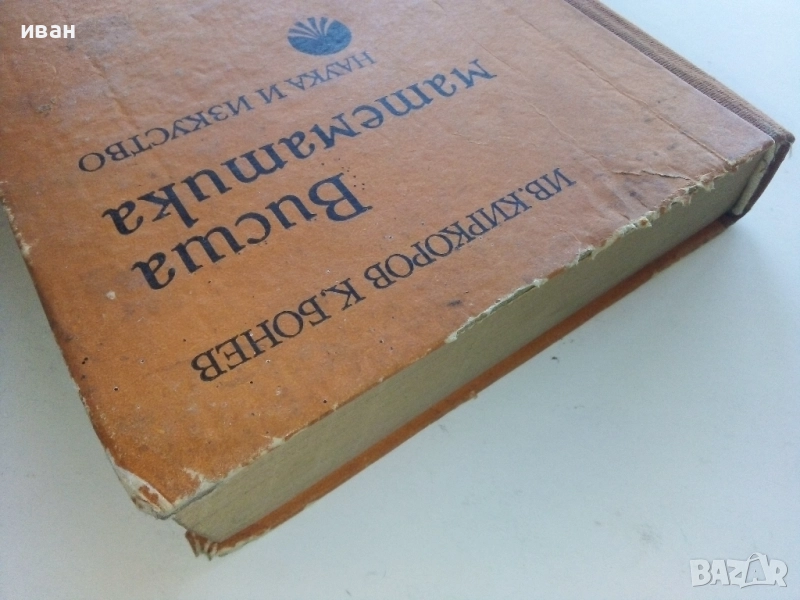 иван
ИВ. КИРКОРОВ К. БОНЕВ
Висша
математика
НАУКА И ИЗКУСТВО
BAZAR